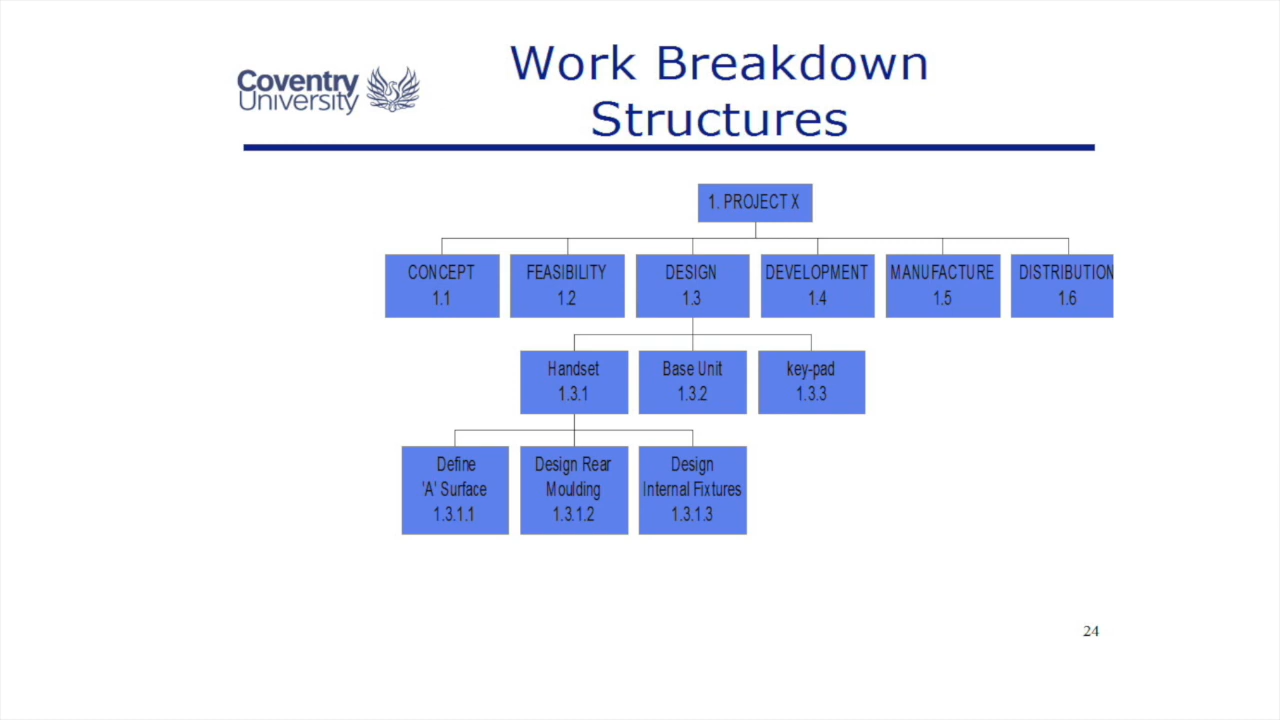 Coventry
University
Work Breakdown
Structures
1. PROJECT X
CONCEPT
1.1
FEASIBILITY
1.2
DESIGN
1.3
DEVELOPMENT
1.4
MANUFACTURE
1.5
DISTRIBUTION
1.6
Handset
1.3.1
Base Unit
1.3.2
key-pad
1.3.3
Define
'A' Surface
1.3.1.1
Design Rear
Moulding
1.3.1.2
Design
Internal Fixtures
1.3.1.3
24